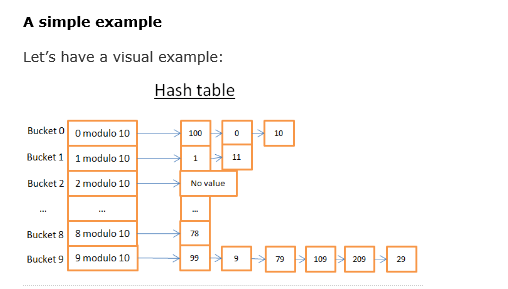 A simple example
Let's have a visual example:
Hash table
Bucket 0 0 modulo 10 100 0 10
Bucket 1 1 modulo 10 1 11
Bucket 2 2 modulo 10 No value
... ... ...
Bucket 8 8 modulo 10 78
Bucket 9 9 modulo 10 99 9 79 109 209 29